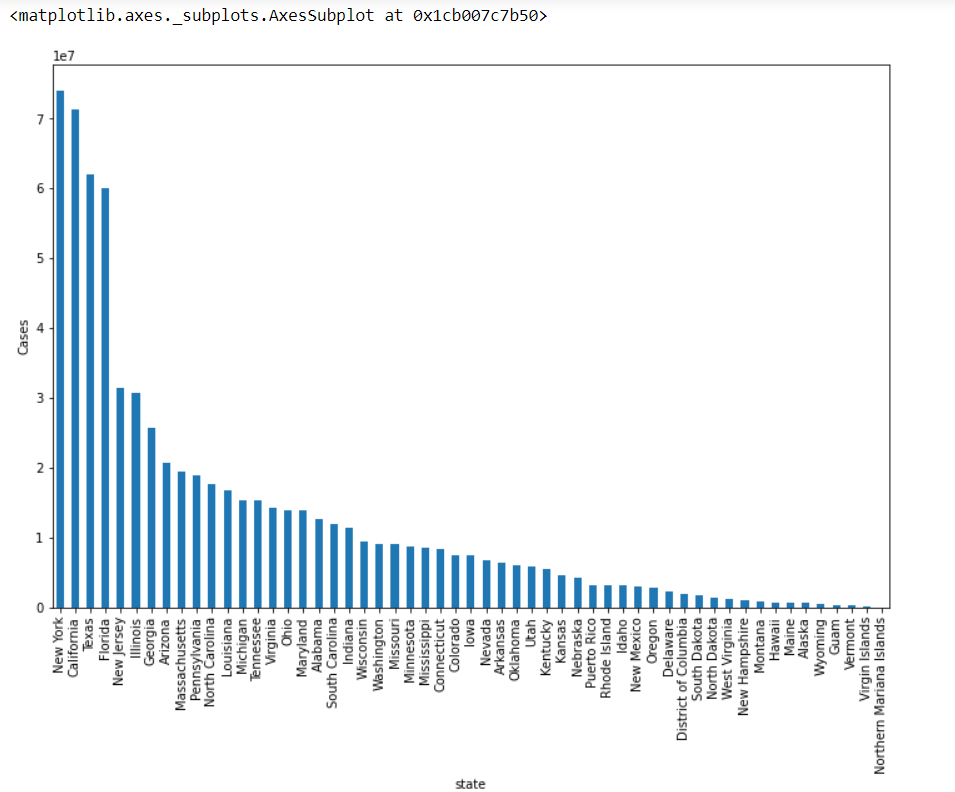 <matplotlib.axes._subplots.AxesSubplot at 0x1cb007c7b50>
1e7
7
6
5
4
3
2
1
0
Cases
New York
California
Texas
Florida
New Jersey
Illinois
Georgia
Arizona
Massachusetts
Pennsylvania
North Carolina
Louisiana
Michigan
Tennessee
Virginia
Ohio
Maryland
Alabama
South Carolina
Indiana
Wisconsin
Washington
Missouri
Minnesota
Mississippi
Connecticut
Colorado
Iowa
Nevada
Arkansas
Oklahoma
Utah
Kentucky
Kansas
Nebraska
Puerto Rico
Rhode Island
Idaho
New Mexico
Oregon
Delaware
District of Columbia
South Dakota
North Dakota
West Virginia
New Hampshire
Montana
Hawaii
Maine
Alaska
Wyoming
Guam
Vermont
Virgin Islands
Northern Mariana Islands
state